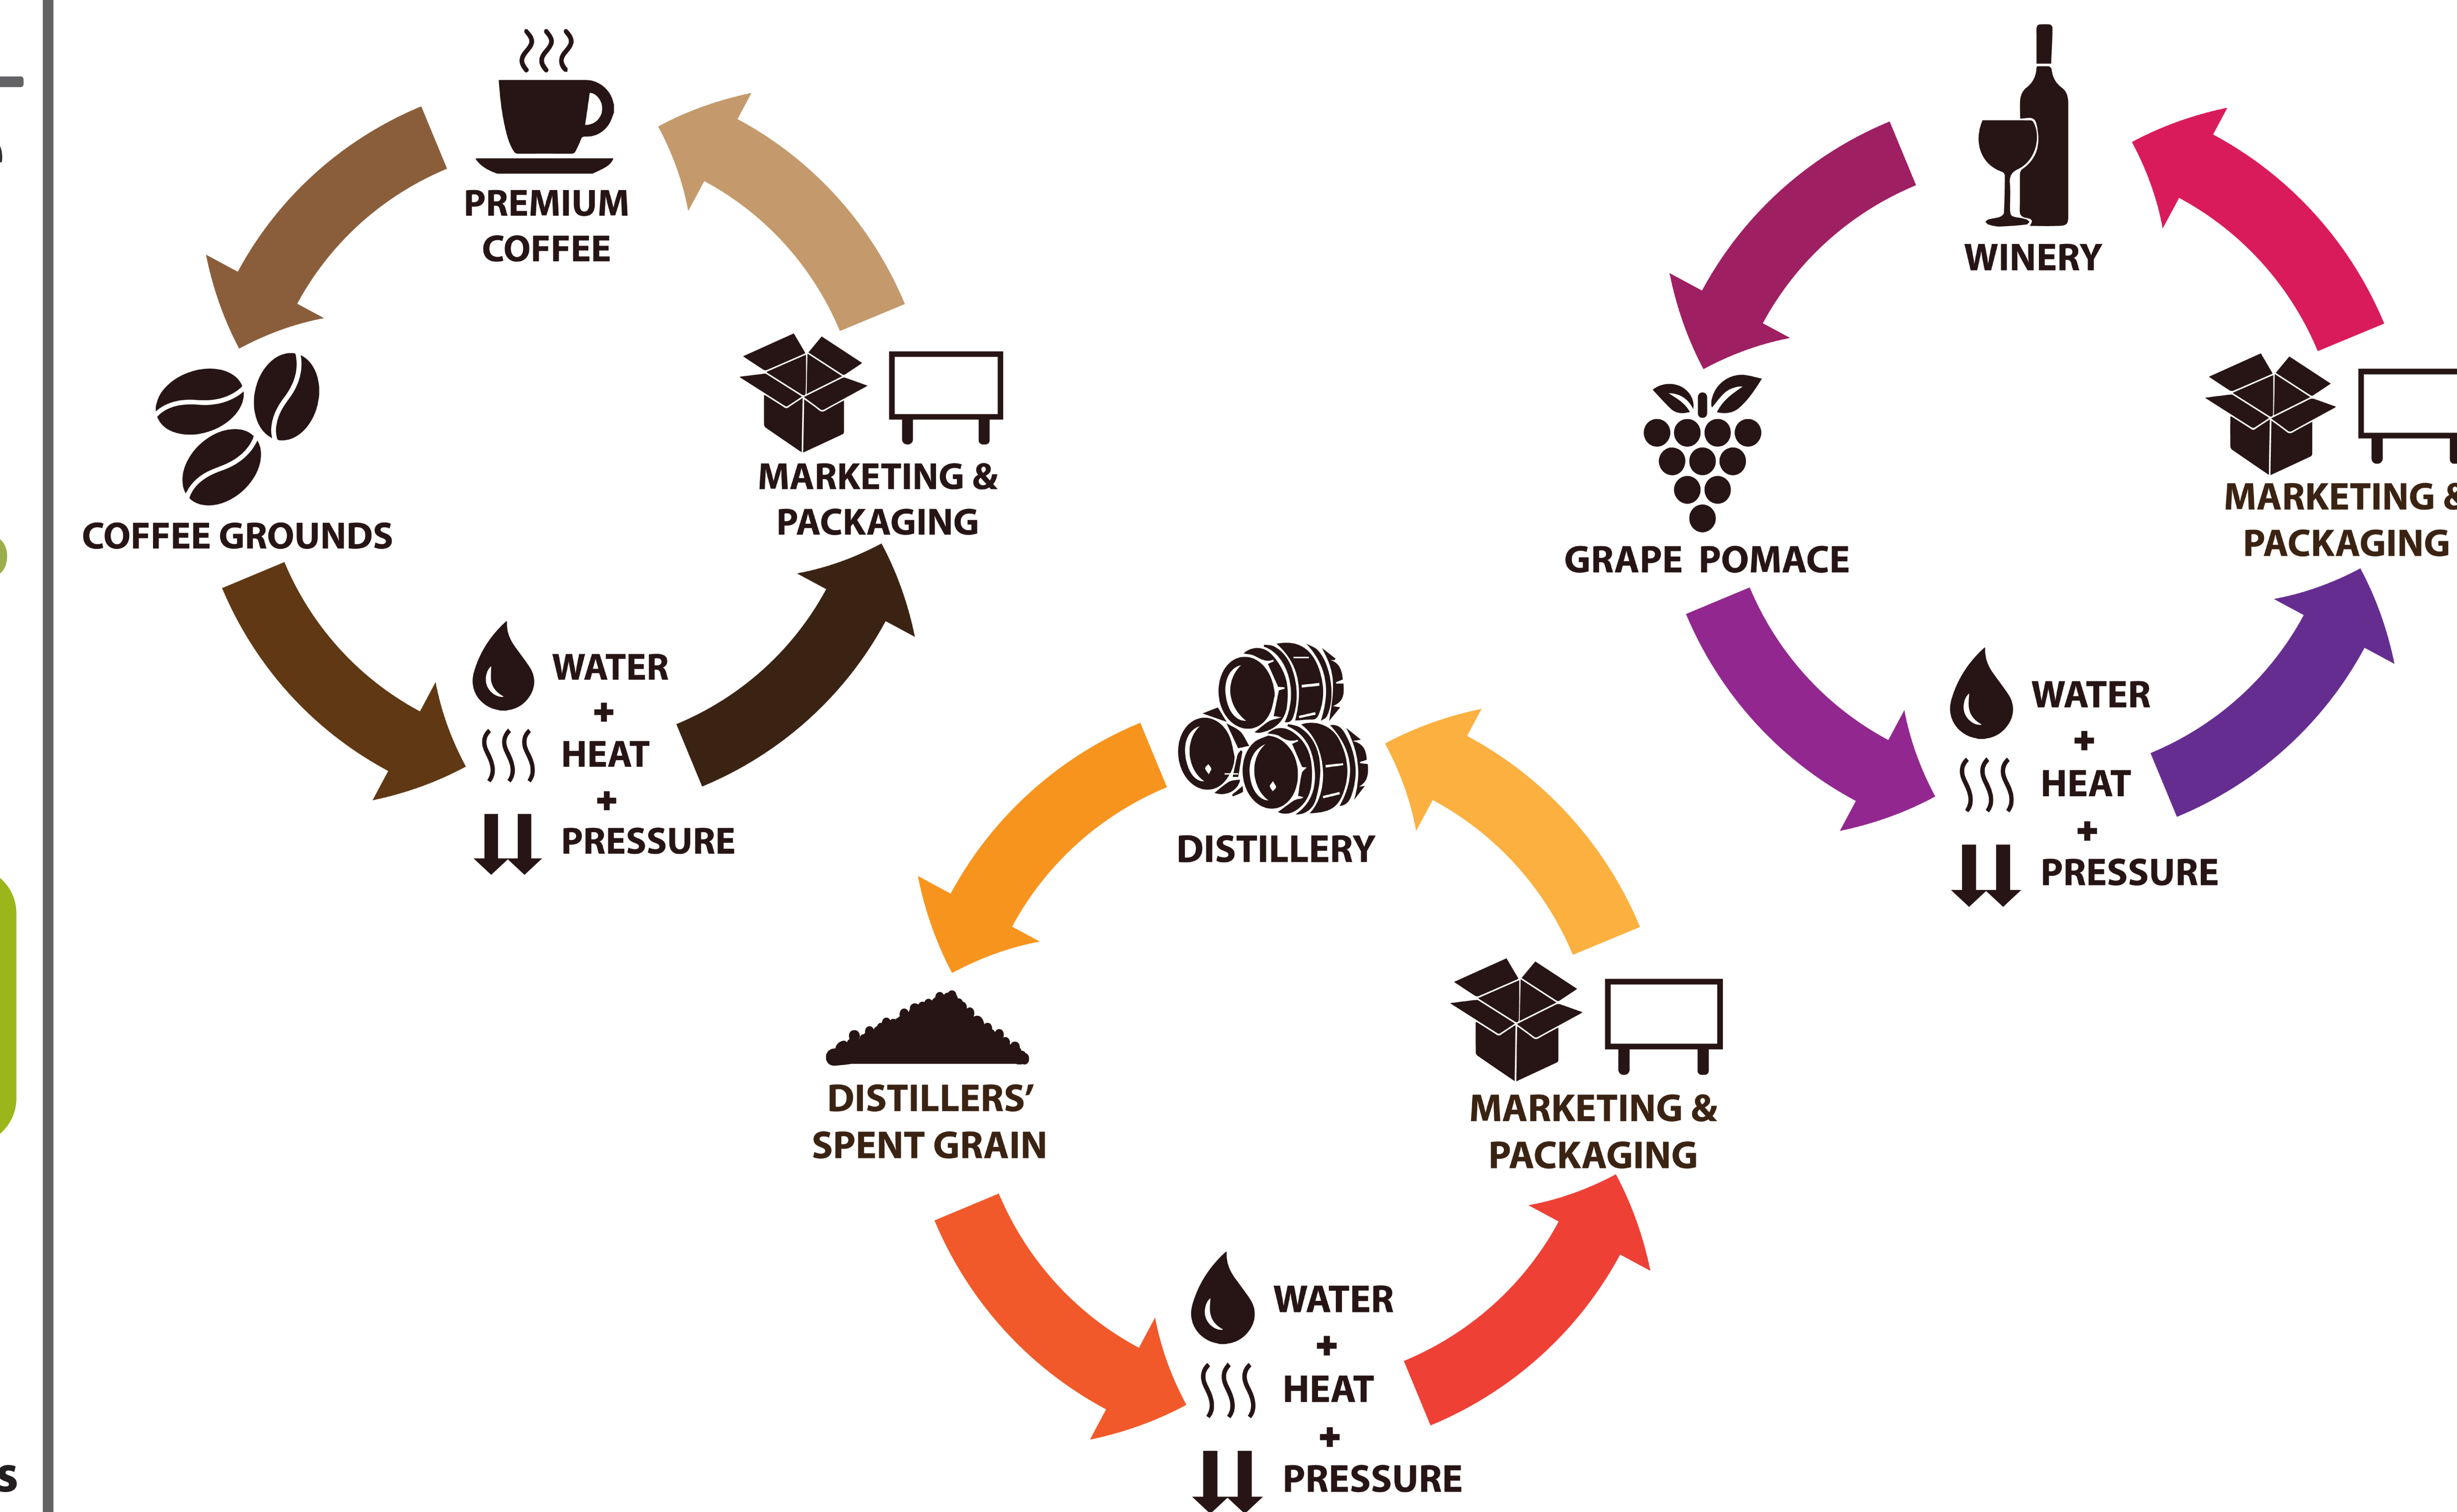 PREMIUM
COFFEE
COFFEE GROUNDS
WATER
+
HEAT
+
PRESSURE
MARKETING &
PACKAGING
DISTILLERY
DISTILLERS’
SPENT GRAIN
WATER
+
HEAT
+
PRESSURE
MARKETING &
PACKAGING
WINERY
GRAPE POMACE
WATER
+
HEAT
+
PRESSURE
MARKETING &
PACKAGING
s